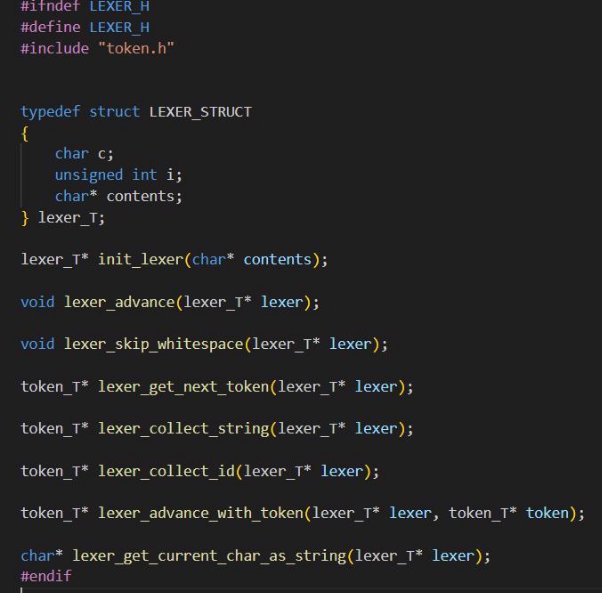 #ifndef LEXER_H
#define LEXER_H
#include "token.h"
typedef struct LEXER_STRUCT
{
    char c;
    unsigned int i;
    char* contents;
} lexer_T;
lexer_T* init_lexer(char* contents);
void lexer_advance(lexer_T* lexer);
void lexer_skip_whitespace(lexer_T* lexer);
token_T* lexer_get_next_token(lexer_T* lexer);
token_T* lexer_collect_string(lexer_T* lexer);
token_T* lexer_collect_id(lexer_T* lexer);
token_T* lexer_advance_with_token(lexer_T* lexer, token_T* token);
char* lexer_get_current_char_as_string(lexer_T* lexer);
#endif